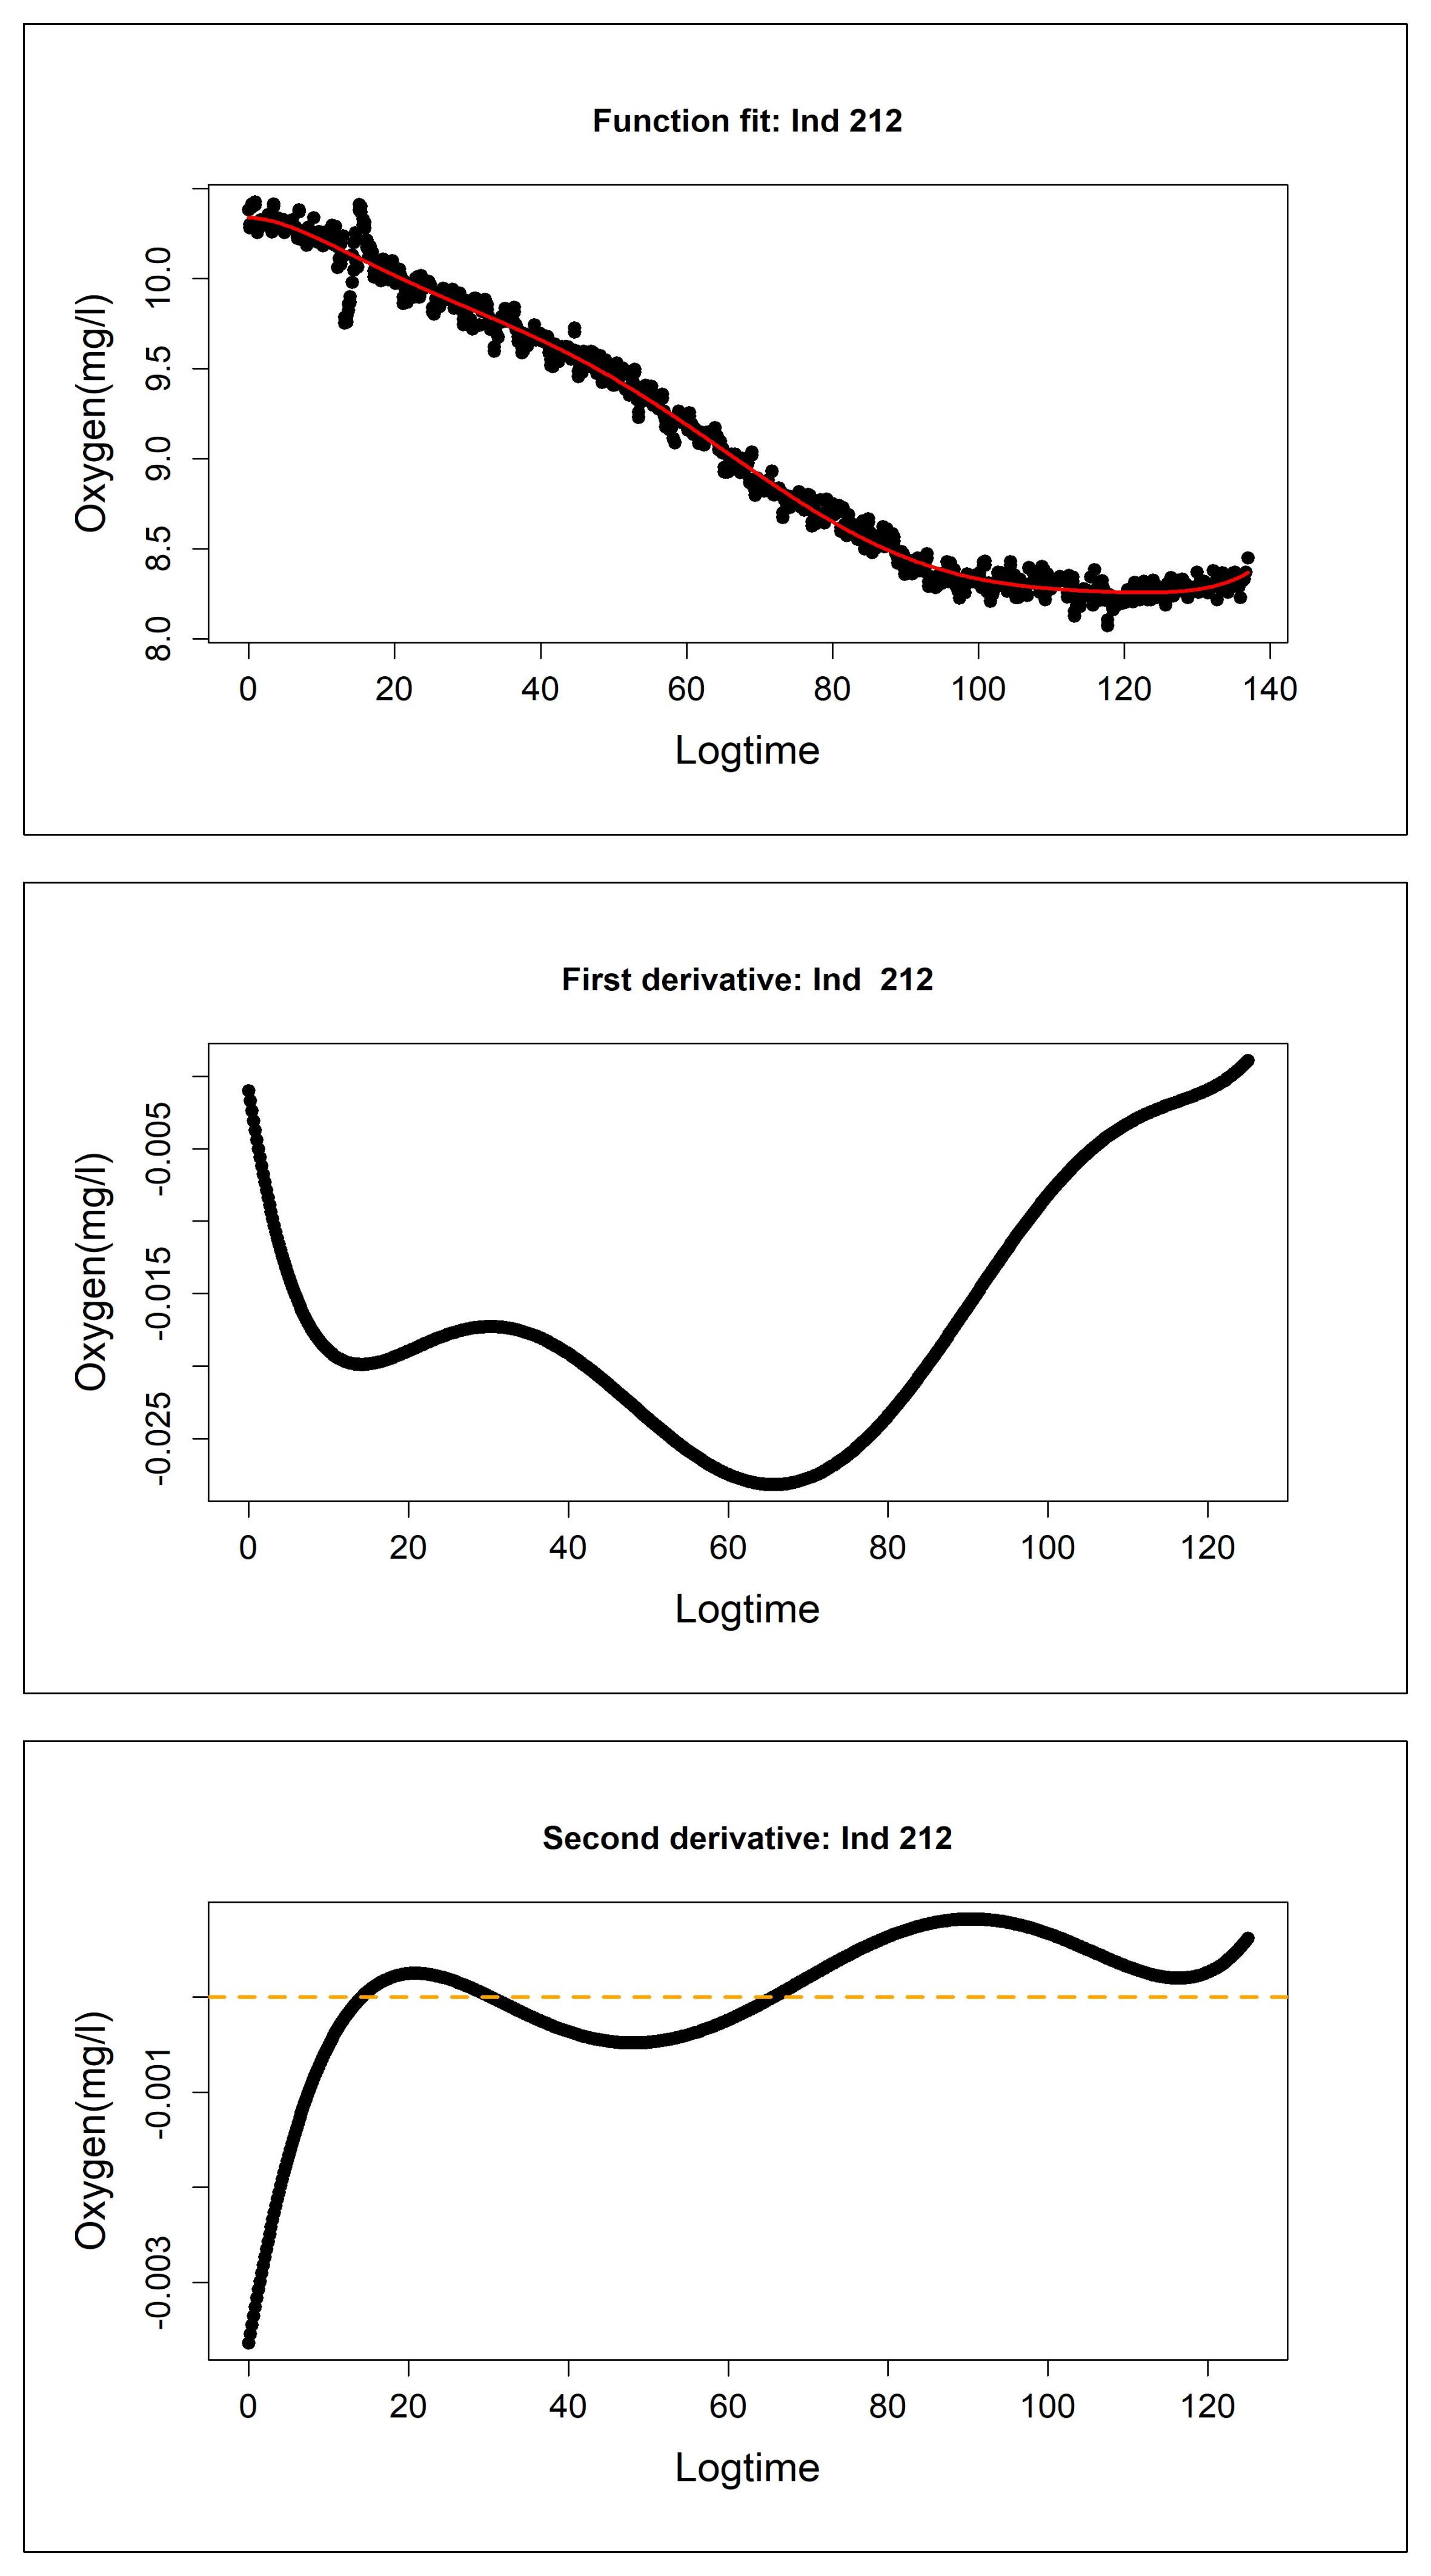 Function fit: Ind 212
Oxygen(mg/l)
8.0 8.5 9.0 9.5 10.0
0 20 40 60 80 100 120 140
Logtime
First derivative: Ind  212
Oxygen(mg/l)
-0.025 -0.015 -0.005
0 20 40 60 80 100 120
Logtime
Second derivative: Ind 212
Oxygen(mg/l)
-0.003 -0.001
0 20 40 60 80 100 120
Logtime